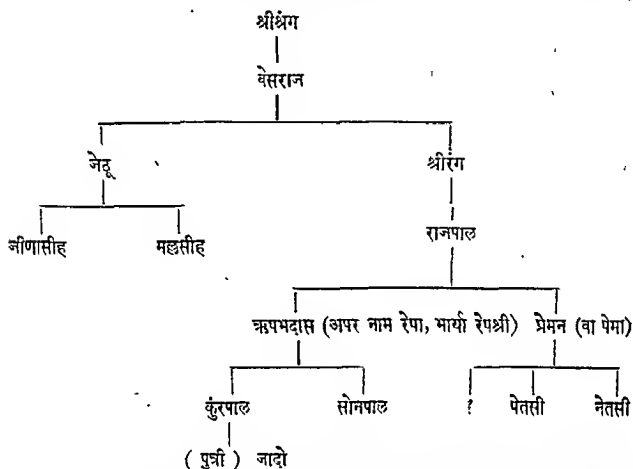 श्रीश्रंग
वेसराज
जेठू श्रीरंग
जीणासीह मल्लसीह
राजपाल
ऋषभदास (अपर नाम रेपा, भार्या रेपश्री) प्रेमन (वा पेमा)
कुंरपाल सोनपाल ? पेतसी नेतसी
( पुत्री ) जादो